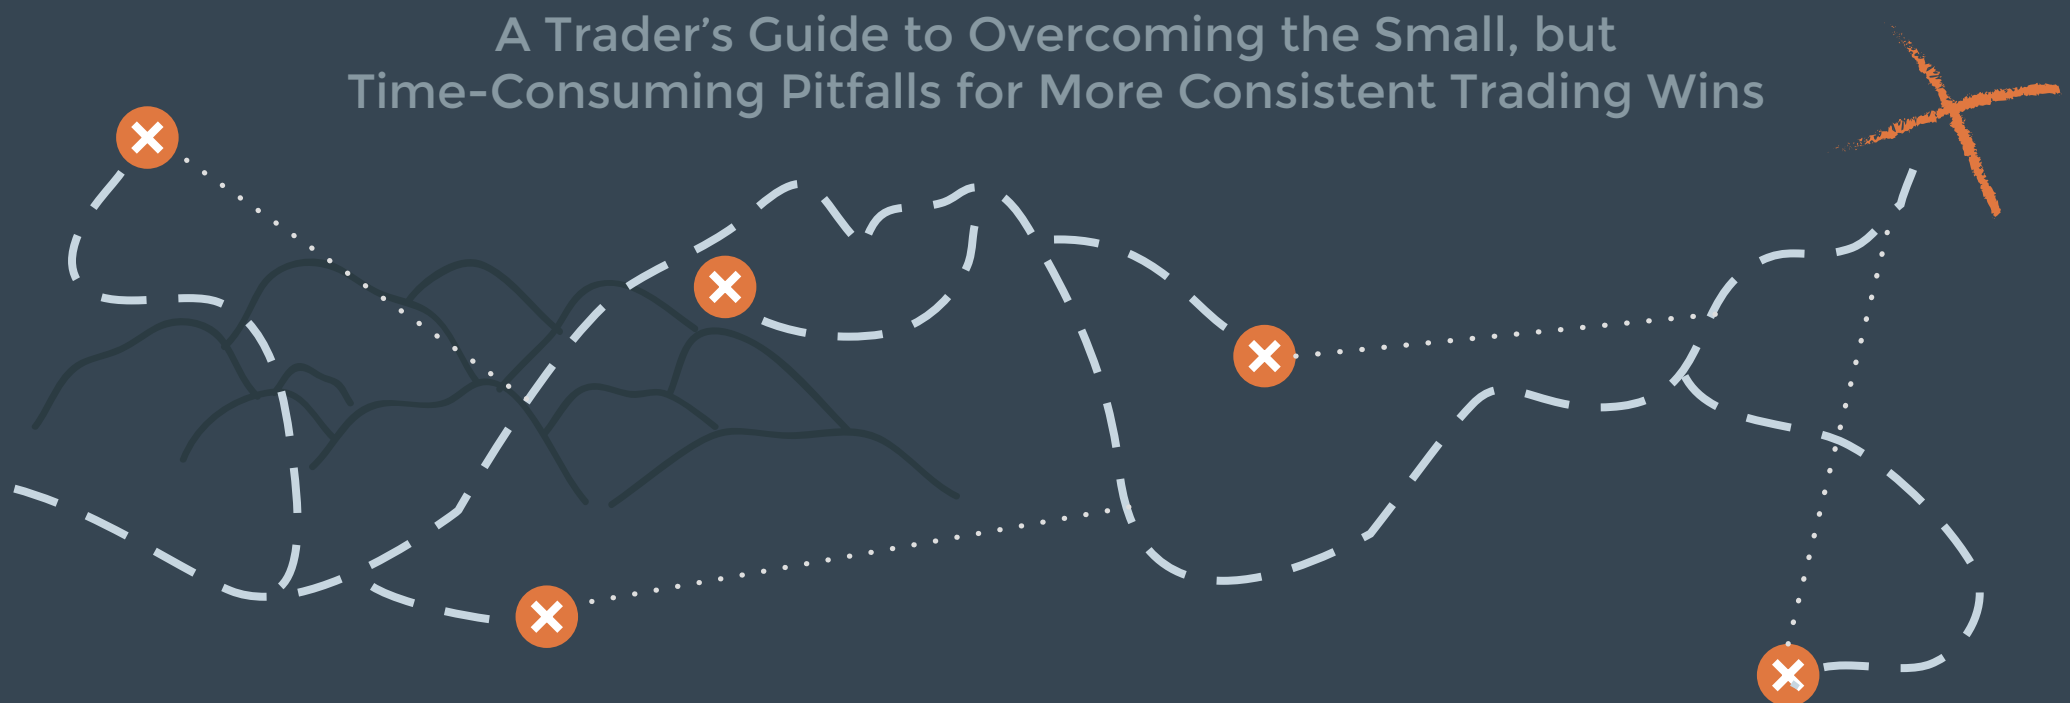 A Trader’s Guide to Overcoming the Small, but
Time-Consuming Pitfalls for More Consistent Trading Wins